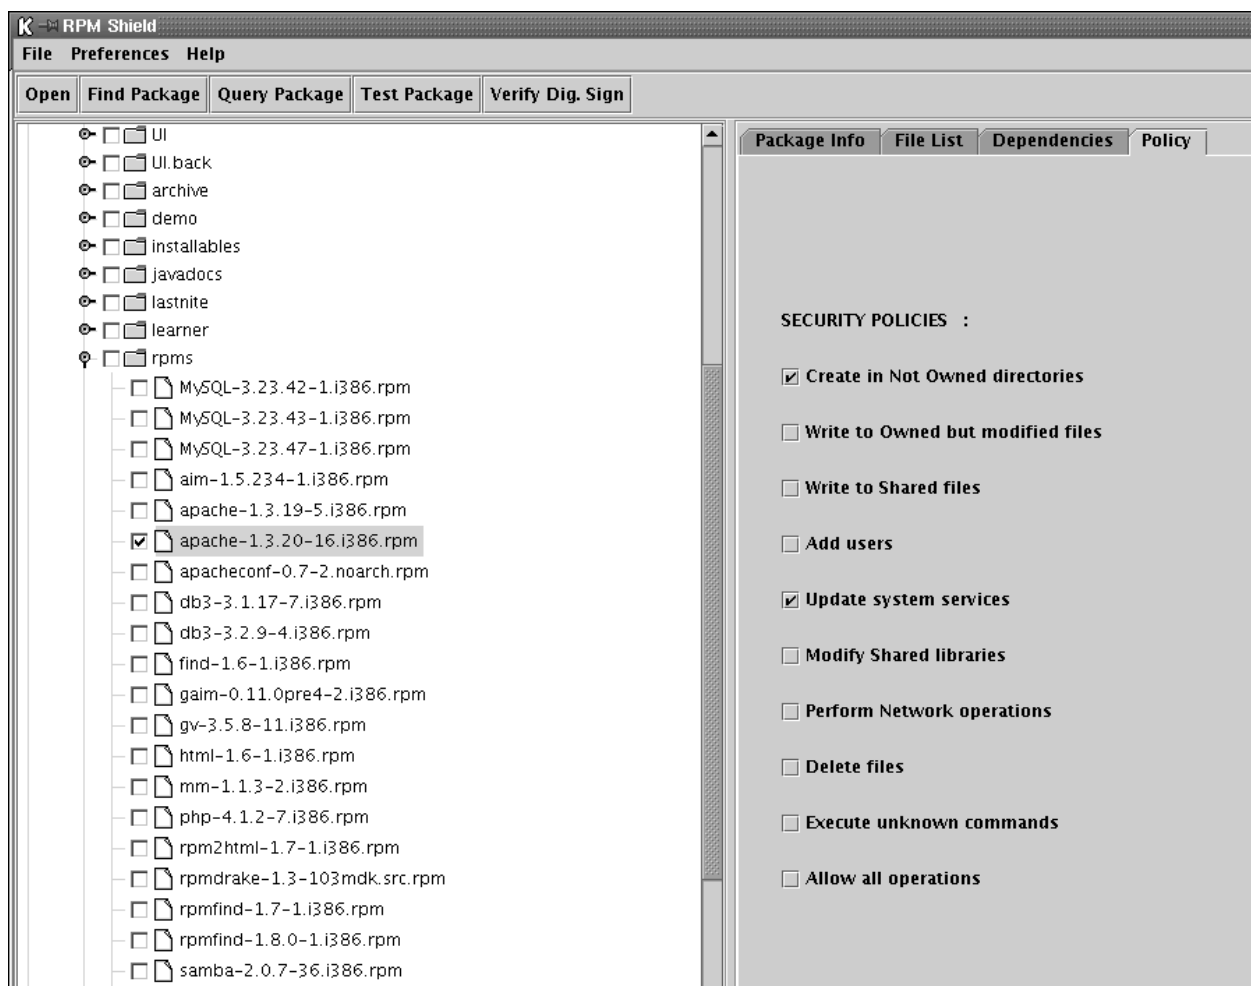 RPM Shield
File Preferences Help
Open Find Package Query Package Test Package Verify Dig. Sign
UI
UI.back
archive
demo
installables
javadocs
lastnite
learner
rpms
MySQL-3.23.42-1.i386.rpm
MySQL-3.23.43-1.i386.rpm
MySQL-3.23.47-1.i386.rpm
aim-1.5.234-1.i386.rpm
apache-1.3.19-5.i386.rpm
apache-1.3.20-16.i386.rpm
apacheconf-0.7-2.noarch.rpm
db3-3.1.17-7.i386.rpm
db3-3.2.9-4.i386.rpm
find-1.6-1.i386.rpm
gaim-0.11.0pre4-2.i386.rpm
gv-3.5.8-11.i386.rpm
html-1.6-1.i386.rpm
mm-1.1.3-2.i386.rpm
php-4.1.2-7.i386.rpm
rpm2html-1.7-1.i386.rpm
rpmdrake-1.3-103mdk.src.rpm
rpmfind-1.7-1.i386.rpm
rpmfind-1.8.0-1.i386.rpm
samba-2.0.7-36.i386.rpm
Package Info File List Dependencies Policy
SECURITY POLICIES :
Create in Not Owned directories
Write to Owned but modified files
Write to Shared files
Add users
Update system services
Modify Shared libraries
Perform Network operations
Delete files
Execute unknown commands
Allow all operations